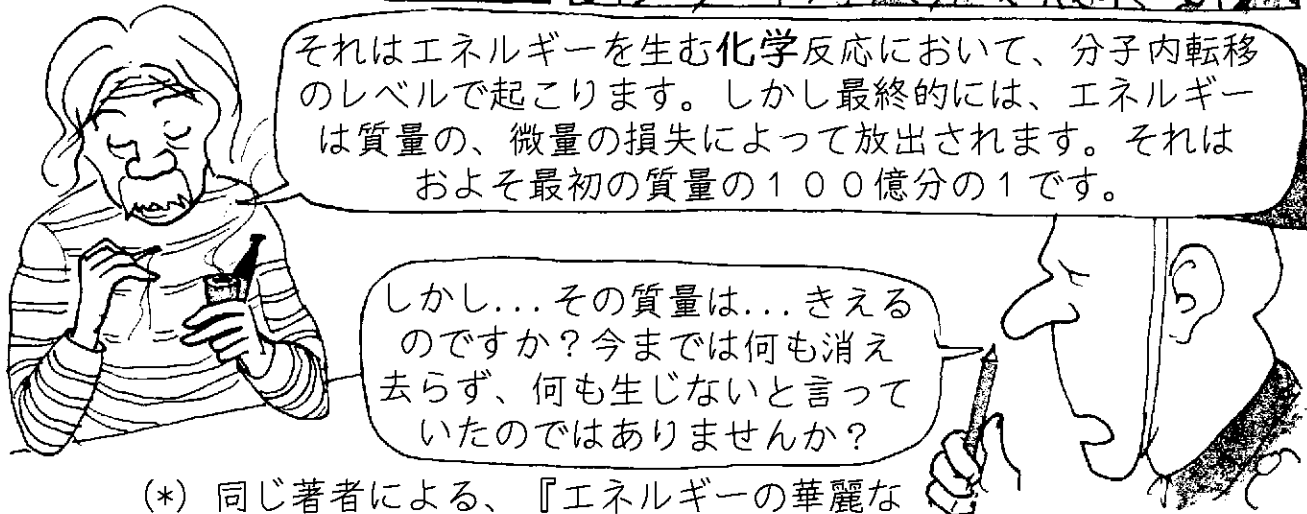 それはエネルギーを生む化学反応において、分子内転移
のレベルで起こります。しかし最終的には、エネルギー
は質量の、微量の損失によって放出されます。それは
およそ最初の質量の１００億分の１です。
しかし...その質量は...きえる
のですか？今までは何も消え
去らず、何も生じないと言って
いたのではありませんか？
(*) 同じ著者による、『エネルギーの華麗な